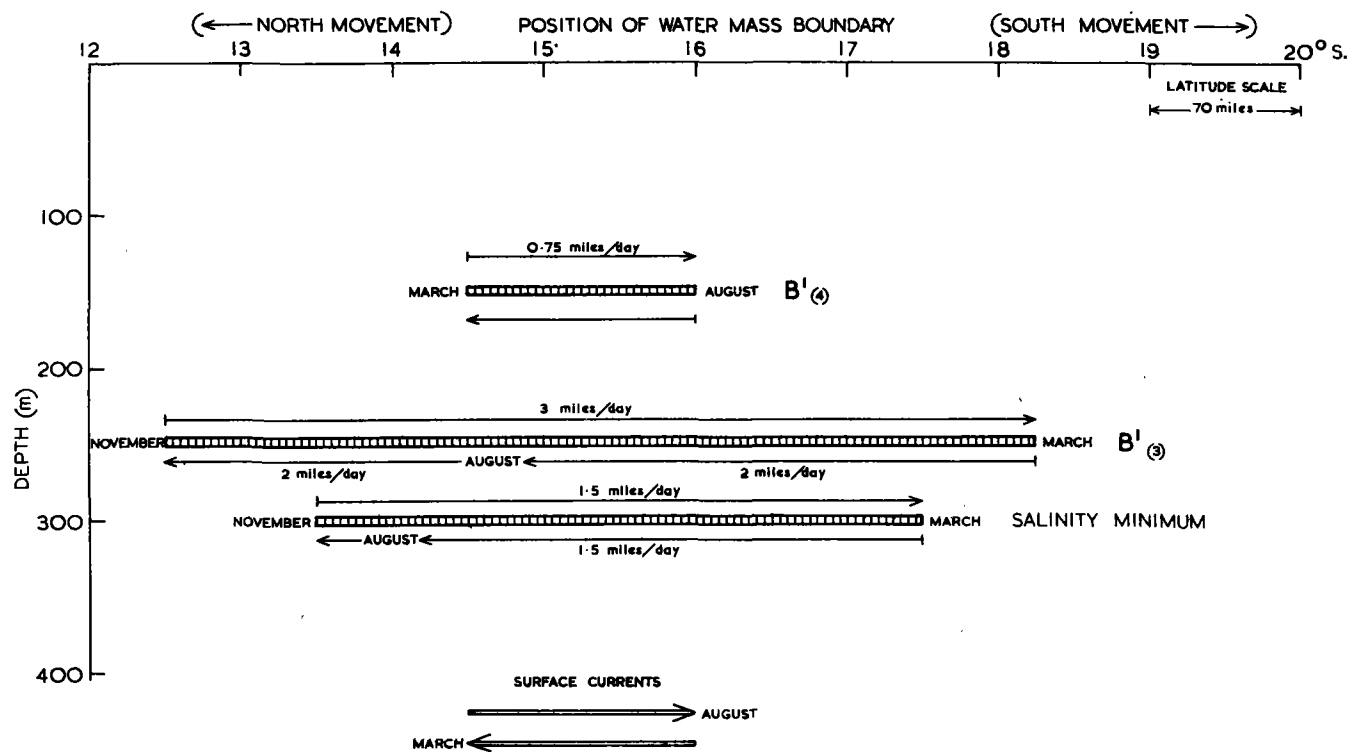 (← NORTH MOVEMENT) POSITION OF WATER MASS BOUNDARY (SOUTH MOVEMENT →)
12 13 14 15 16 17 18 19 20° S.
LATITUDE SCALE
70 miles
DEPTH (m)
100
0·75 miles/day
MARCH AUGUST B'(4)
200
3 miles/day
NOVEMBER MARCH B'(3)
2 miles/day AUGUST 2 miles/day
1·5 miles/day
300 NOVEMBER MARCH SALINITY MINIMUM
AUGUST
1·5 miles/day
400
SURFACE CURRENTS
AUGUST
MARCH